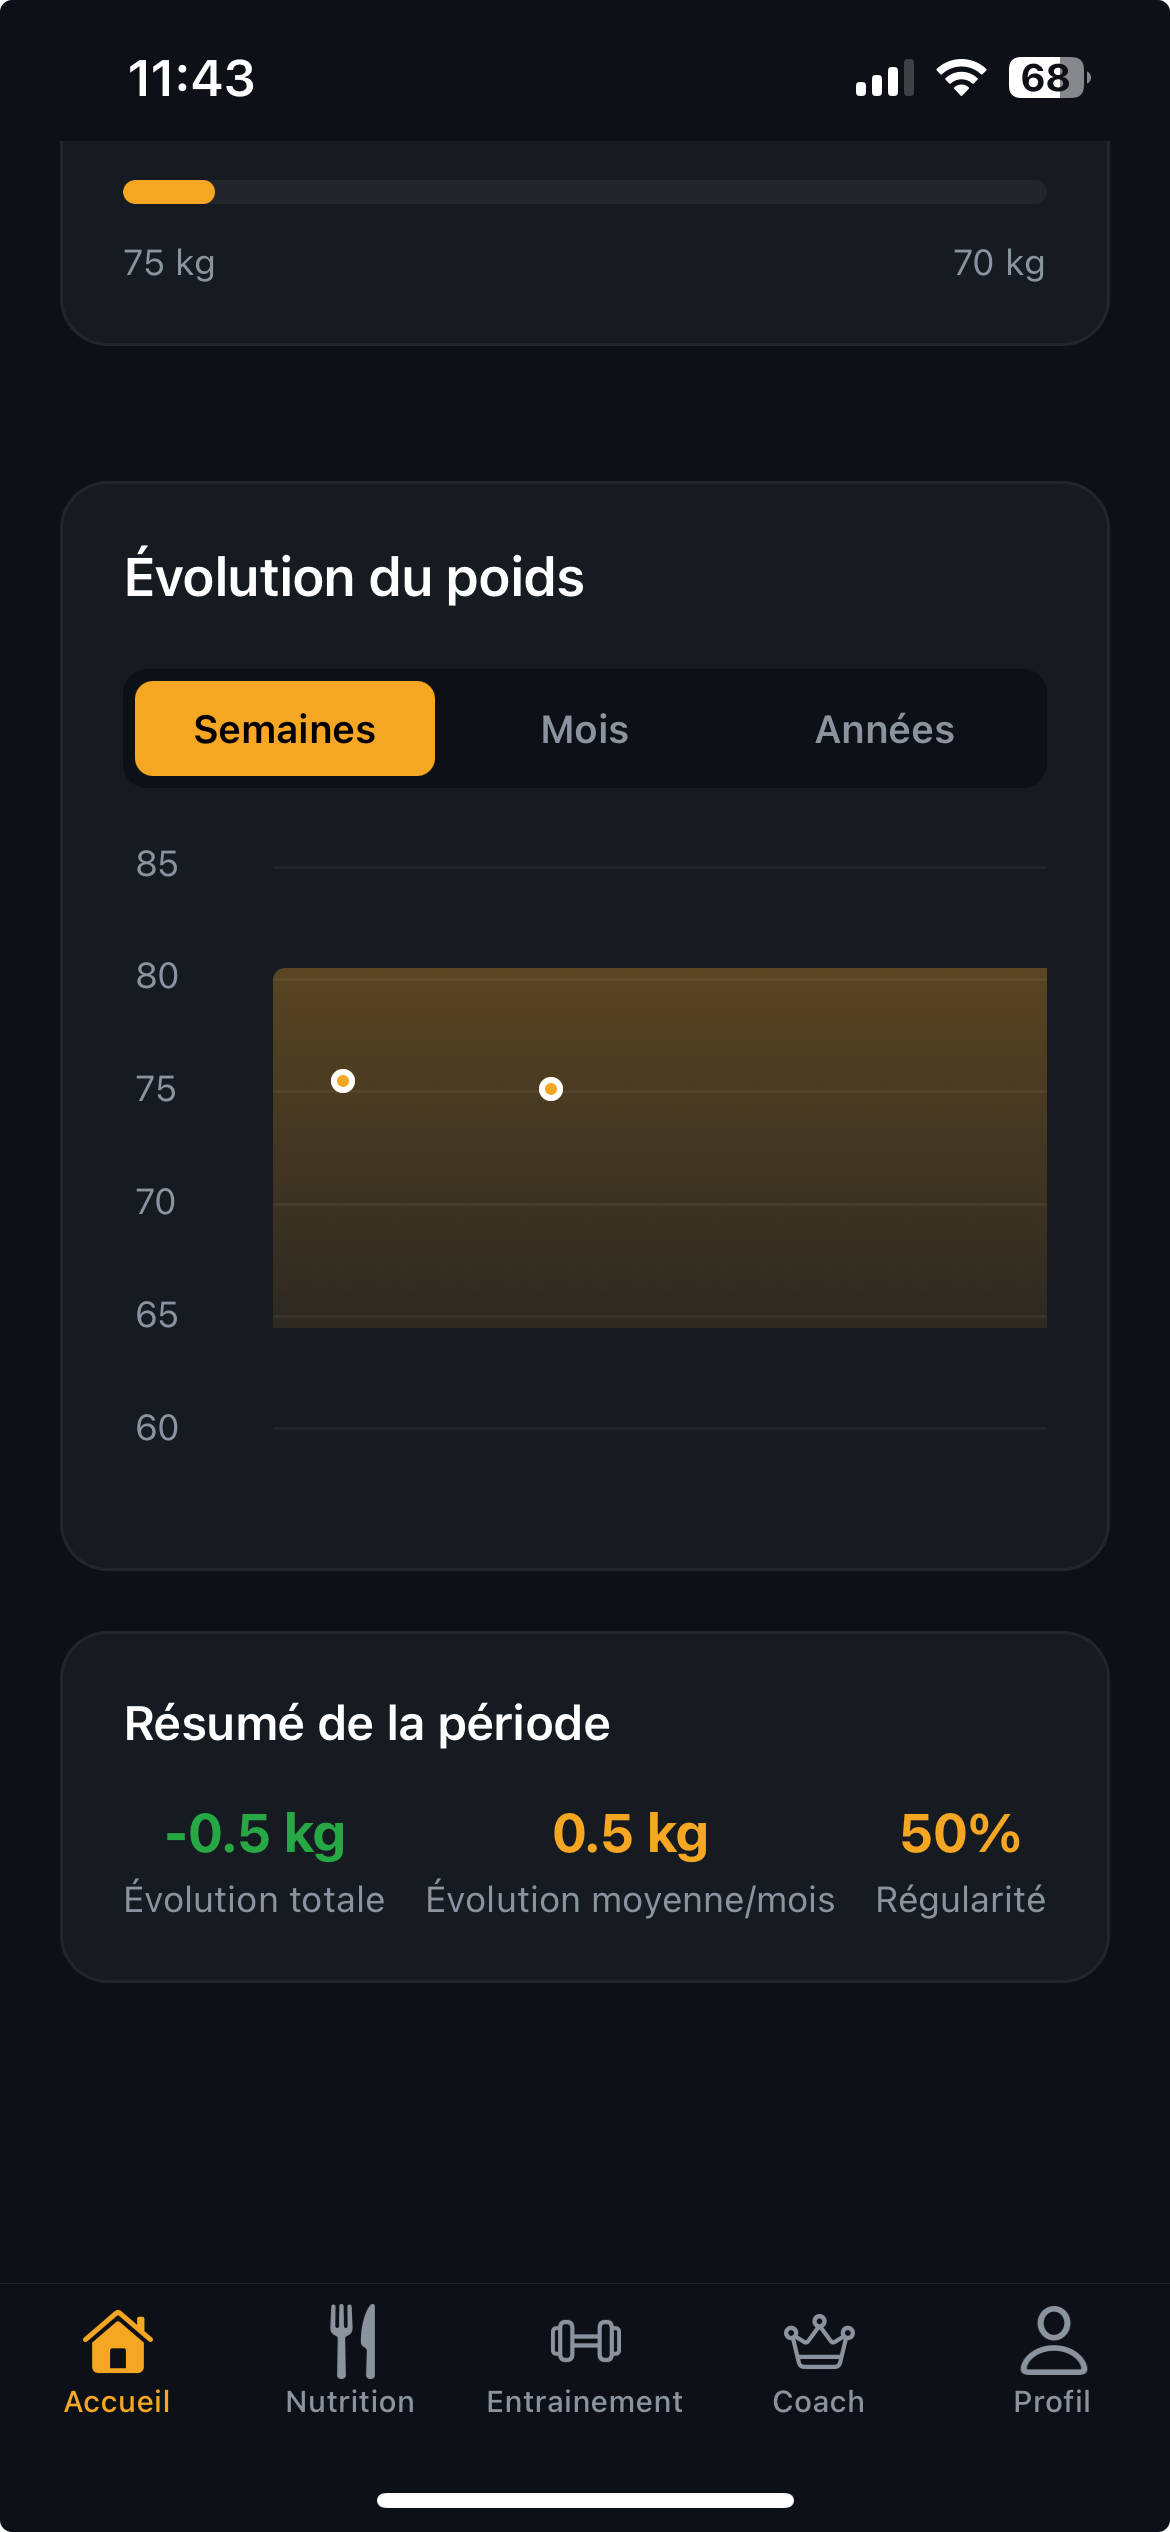 11:43
68
75 kg 70 kg
Évolution du poids
Semaines Mois Années
85
80
75
70
65
60
Résumé de la période
-0.5 kg 0.5 kg 50%
Évolution totale Évolution moyenne/mois Régularité
Accueil Nutrition Entrainement Coach Profil